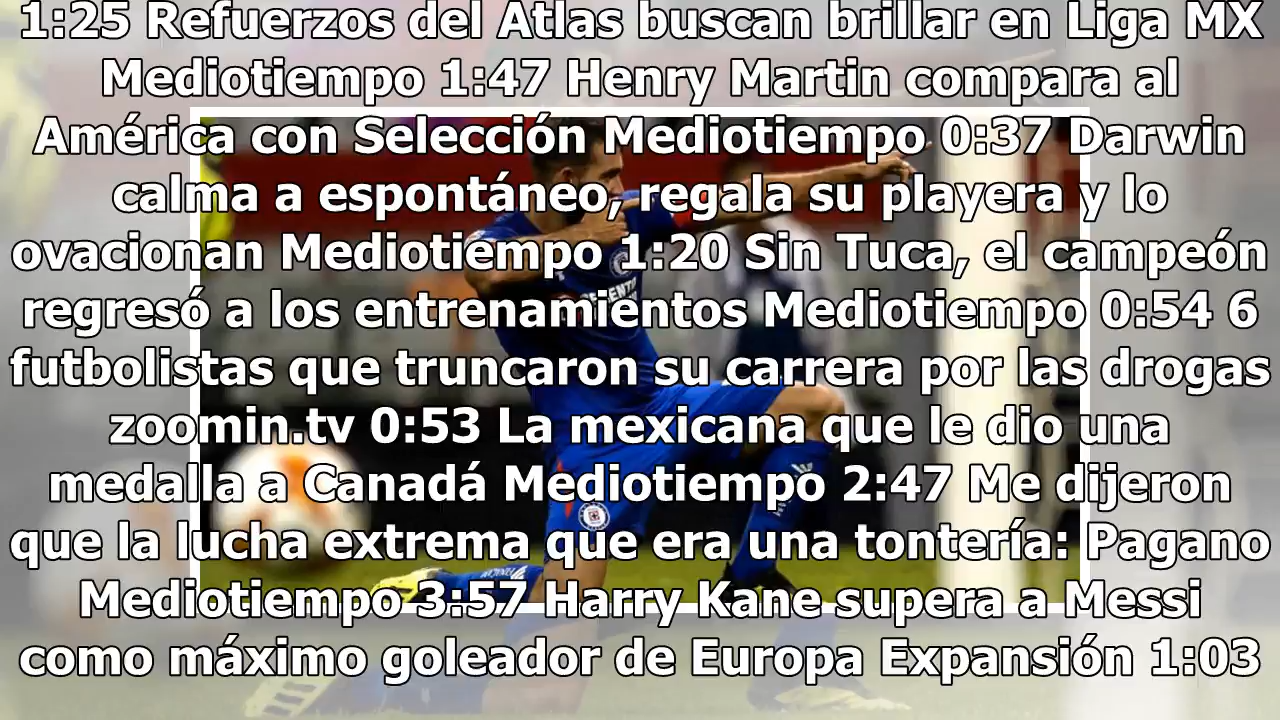 1:25 Refuerzos del Atlas buscan brillar en Liga MX
Mediotiempo 1:47 Henry Martin compara al
América con Selección Mediotiempo 0:37 Darwin
calma a espontáneo, regala su playera y lo
ovacionan Mediotiempo 1:20 Sin Tuca, el campeón
regresó a los entrenamientos Mediotiempo 0:54 6
futbolistas que truncaron su carrera por las drogas
zoomin.tv 0:53 La mexicana que le dio una
medalla a Canadá Mediotiempo 2:47 Me dijeron
que la lucha extrema que era una tontería: Pagano
Mediotiempo 3:57 Harry Kane supera a Messi
como máximo goleador de Europa Expansión 1:03